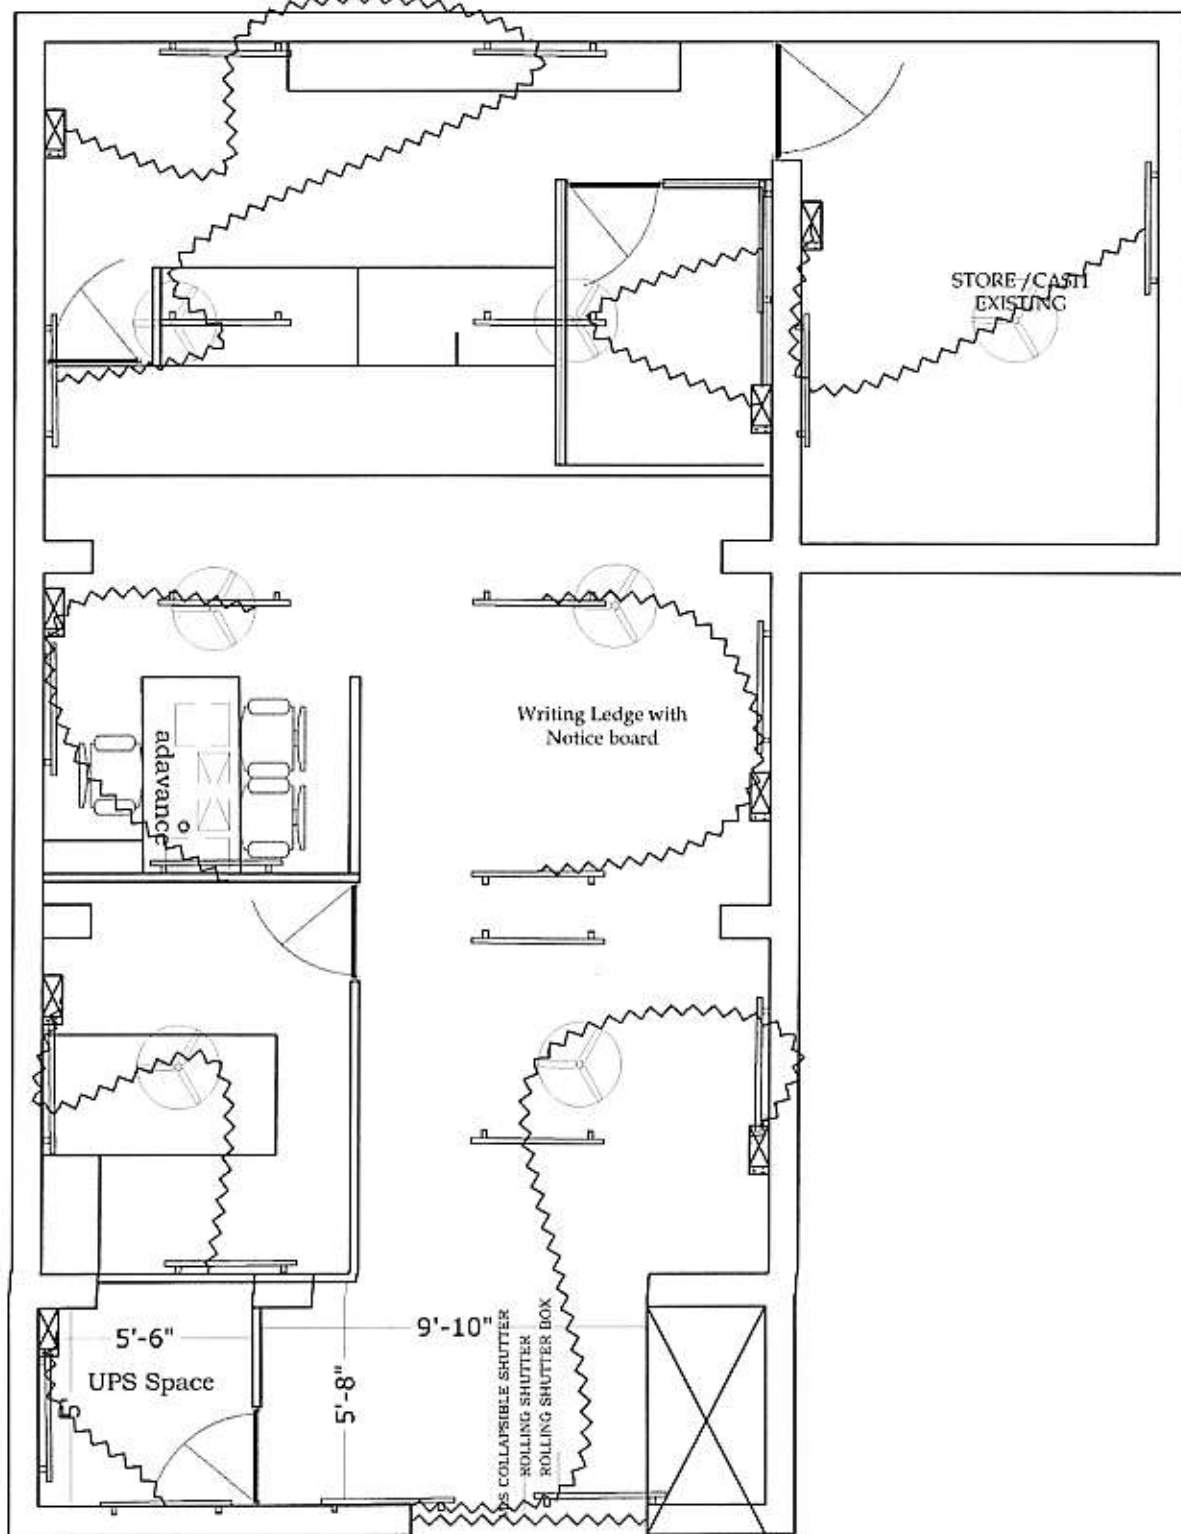 STORE / CASH
EXISTING
Writing Ledge with
Notice board
adavance
5'-6"
UPS Space
9'-10"
5'-8"
COLLAPSIBLE SHUTTER
ROLLING SHUTTER
ROLLING SHUTTER BOX